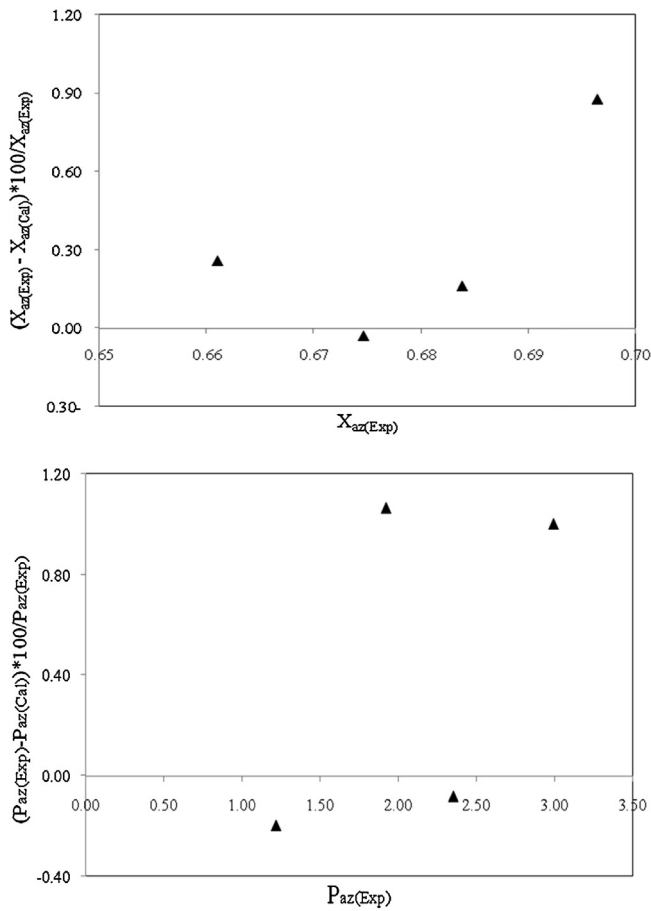 1.20
0.90
0.60
0.30
0.00
0.30-
0.65 0.66 0.67 0.68 0.69 0.70
(Xaz(Exp) - Xaz(Cal))*100/Xaz(Exp)
Xaz(Exp)
1.20
0.80
0.40
0.00
-0.40
0.00 0.50 1.00 1.50 2.00 2.50 3.00 3.50
(Paz(Exp)-Paz(Cal))*100/Paz(Exp)
Paz(Exp)